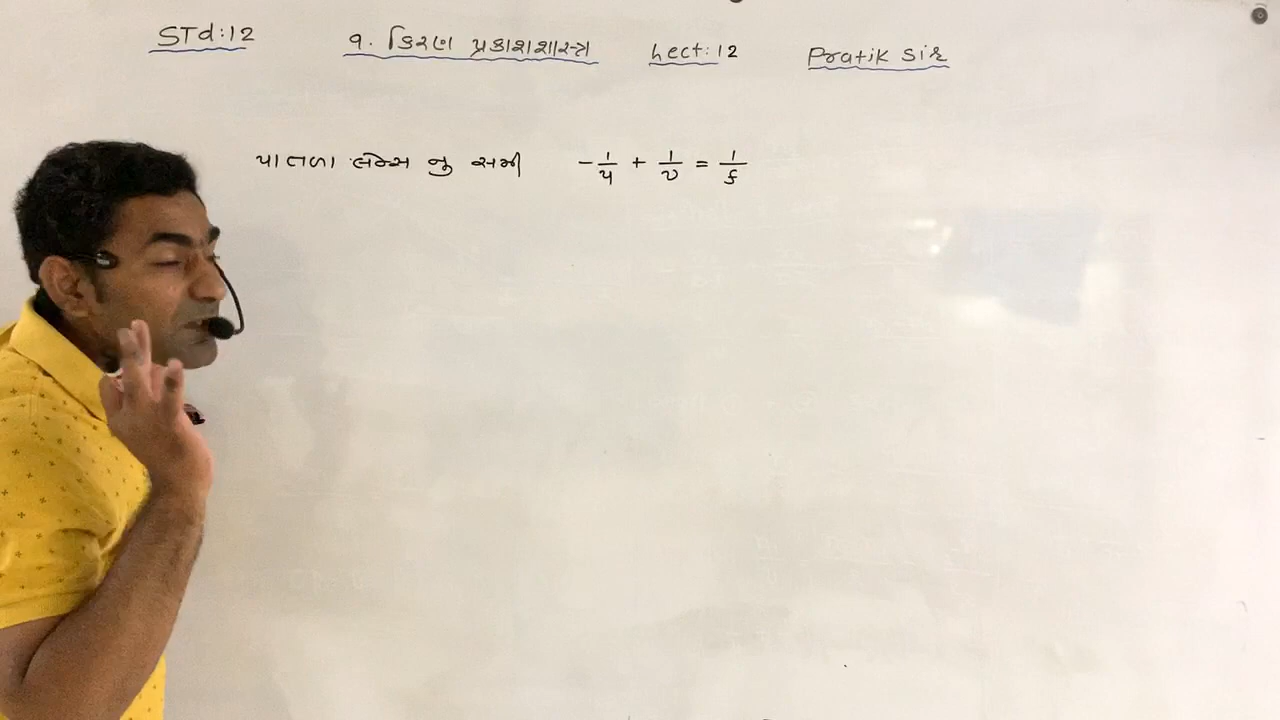 STd:12 ૧. કિરણ પ્રકાશશાસ્ત્ર Lect:12 Pratik Sir
પાતળા લેન્સ નુ સમી -1/u + 1/v = 1/f